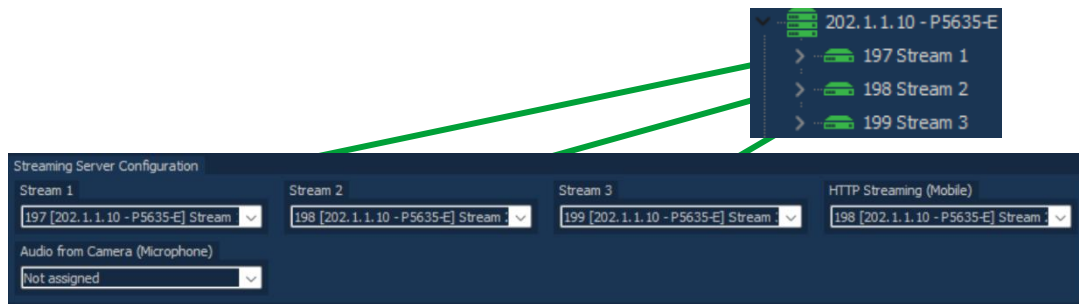 202.1.1.10 - P5635-E
197 Stream 1
198 Stream 2
199 Stream 3
Streaming Server Configuration
Stream 1 Stream 2 Stream 3 HTTP Streaming (Mobile)
197 [202.1.1.10 - P5635-E] Stream 198 [202.1.1.10 - P5635-E] Stream 199 [202.1.1.10 - P5635-E] Stream 198 [202.1.1.10 - P5635-E] Stream
Audio from Camera (Microphone)
Not assigned